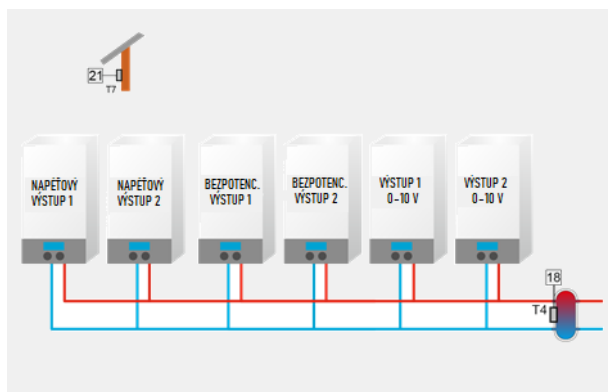 21
T7
NAPĚŤOVÝ
VÝSTUP 1
NAPĚŤOVÝ
VÝSTUP 2
BEZPOTENC.
VÝSTUP 1
BEZPOTENC.
VÝSTUP 2
VÝSTUP 1
0-10 V
VÝSTUP 2
0-10 V
18
T4